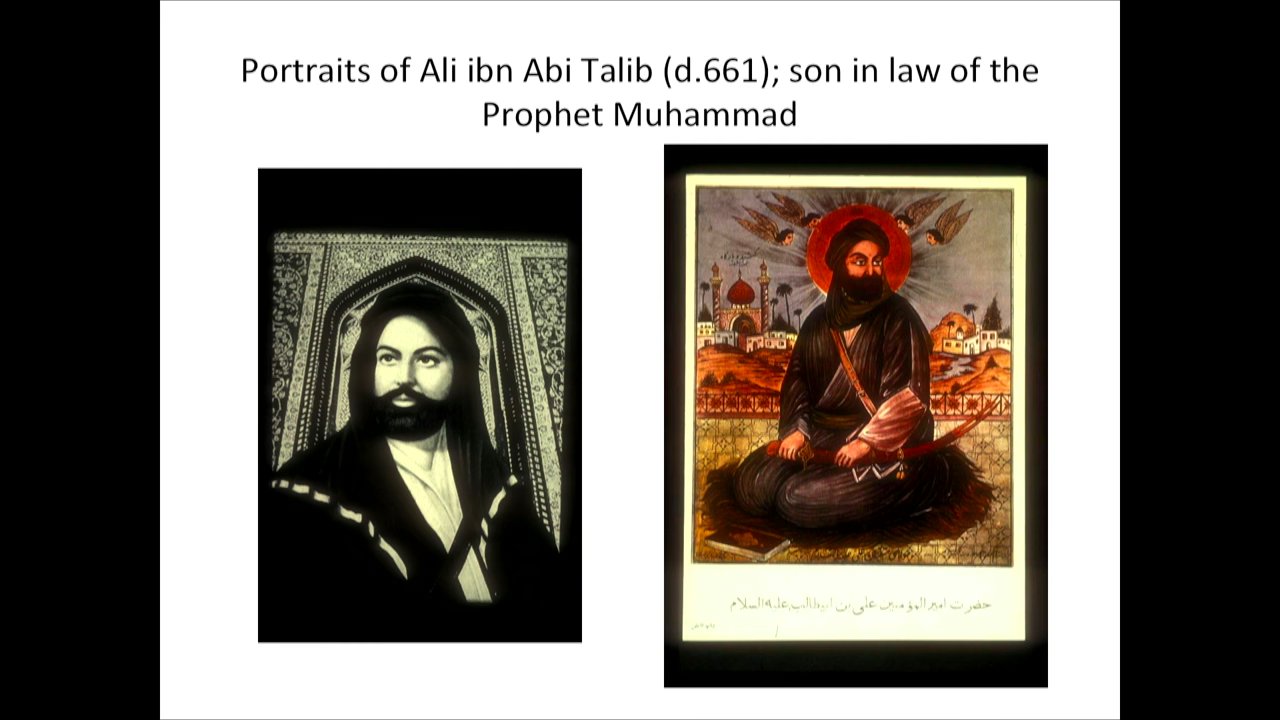 Portraits of Ali ibn Abi Talib (d.661); son in law of the
Prophet Muhammad
حضرت امیر المؤمنین علی بن ابیطالب علیه السلام